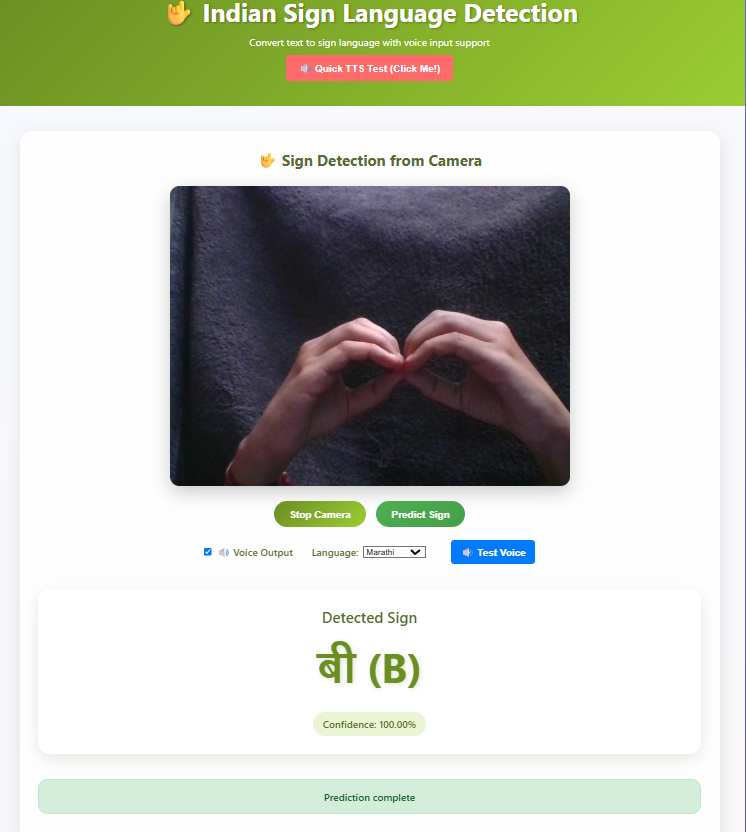 Indian Sign Language Detection
Convert text to sign language with voice input support
Quick TTS Test (Click Me!)
Sign Detection from Camera
Stop Camera Predict Sign
Voice Output Language: Marathi Test Voice
Detected Sign
बी (B)
Confidence: 100.00%
Prediction complete